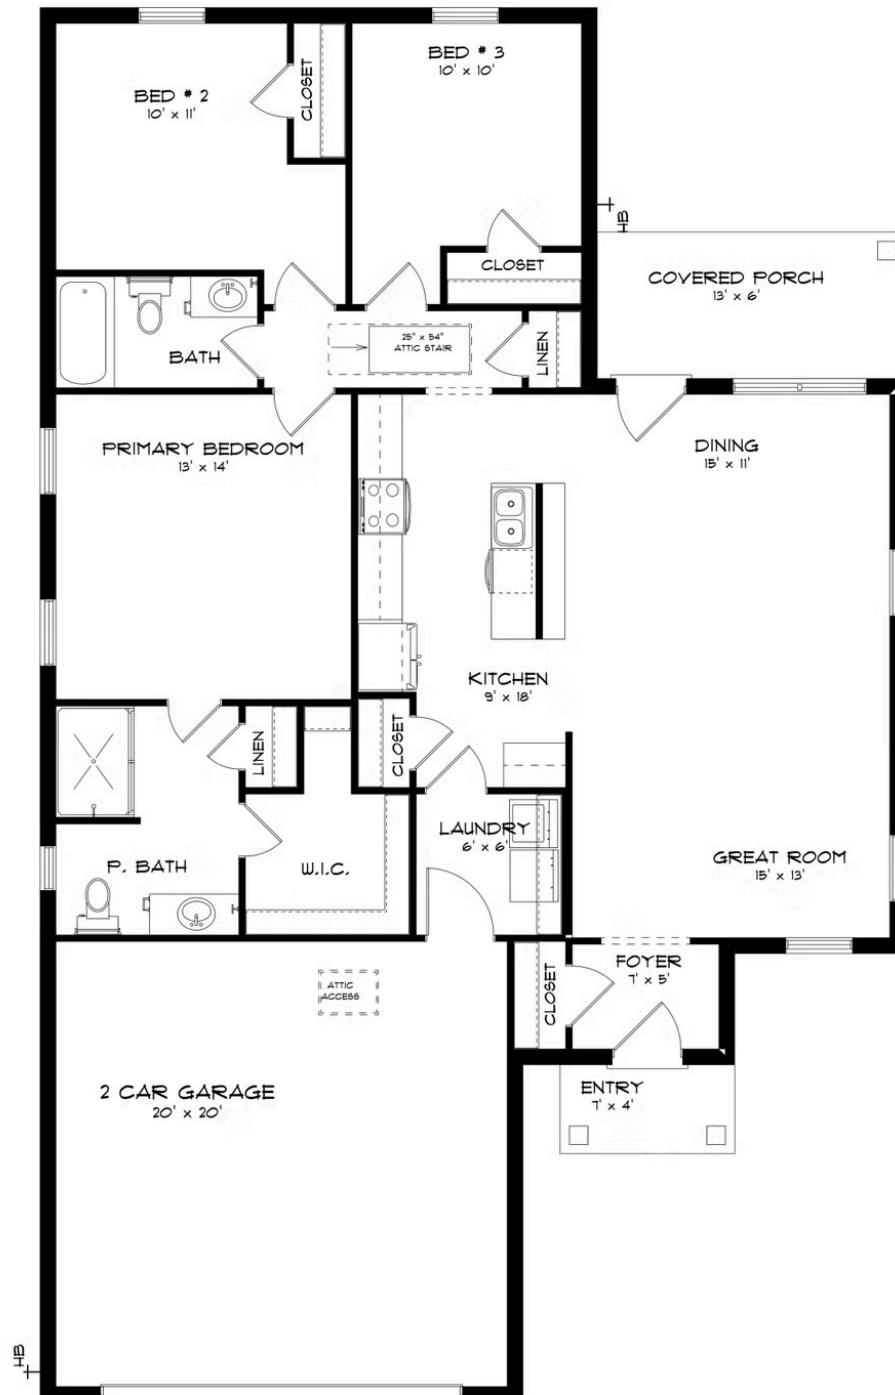 BED # 2
10' x 11'
CLOSET
BED # 3
10' x 10'
HB
CLOSET
COVERED PORCH
13' x 6'
BATH
25" x 54"
ATTIC STAIR
LINEN
PRIMARY BEDROOM
13' x 14'
DINING
15' x 11'
KITCHEN
9' x 18'
LINEN
CLOSET
LAUNDRY
6' x 6'
P. BATH
W.I.C.
GREAT ROOM
15' x 13'
ATTIC
ACCESS
CLOSET
FOYER
7' x 5'
2 CAR GARAGE
20' x 20'
ENTRY
7' x 4'
HB